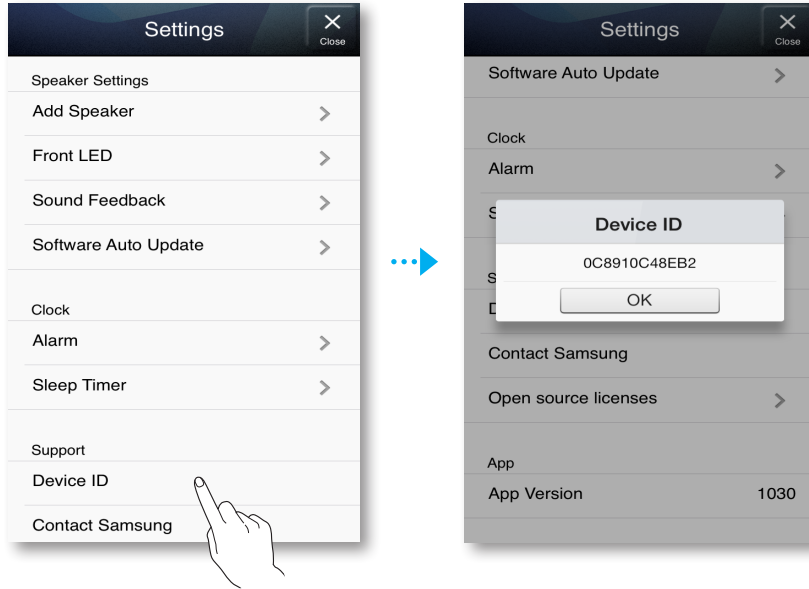 Settings
Close
Speaker Settings
Add Speaker
Front LED
Sound Feedback
Software Auto Update
Clock
Alarm
Sleep Timer
Support
Device ID
Contact Samsung
Settings
Close
Software Auto Update
Clock
Alarm
S
Device ID
0C8910C48EB2
S
OK
D
Contact Samsung
Open source licenses
App
App Version 1030